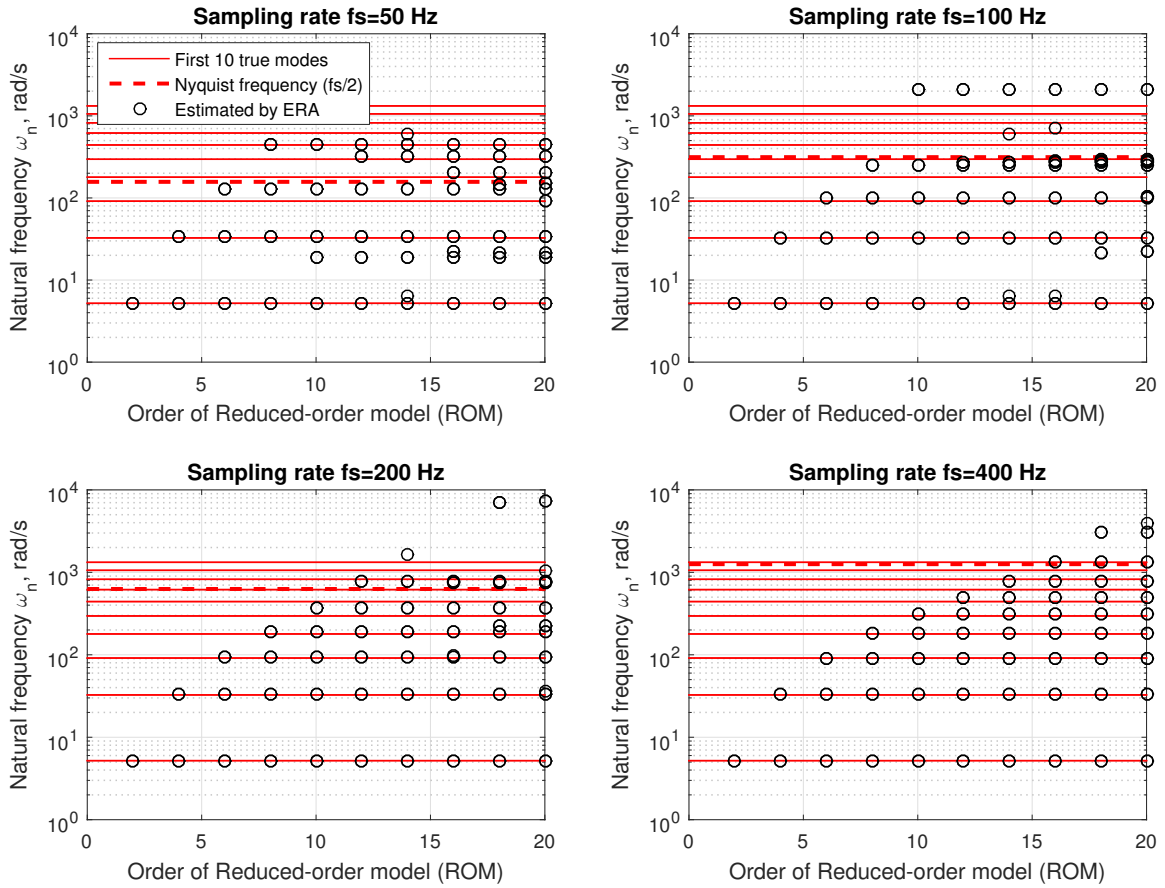 Sampling rate fs=50 Hz
10^4
10^3
10^2
10^1
10^0
Natural frequency ω_n, rad/s
First 10 true modes
Nyquist frequency (fs/2)
Estimated by ERA
0 5 10 15 20
Order of Reduced-order model (ROM)
Sampling rate fs=100 Hz
10^4
10^3
10^2
10^1
10^0
Natural frequency ω_n, rad/s
0 5 10 15 20
Order of Reduced-order model (ROM)
Sampling rate fs=200 Hz
10^4
10^3
10^2
10^1
10^0
Natural frequency ω_n, rad/s
0 5 10 15 20
Order of Reduced-order model (ROM)
Sampling rate fs=400 Hz
10^4
10^3
10^2
10^1
10^0
Natural frequency ω_n, rad/s
0 5 10 15 20
Order of Reduced-order model (ROM)